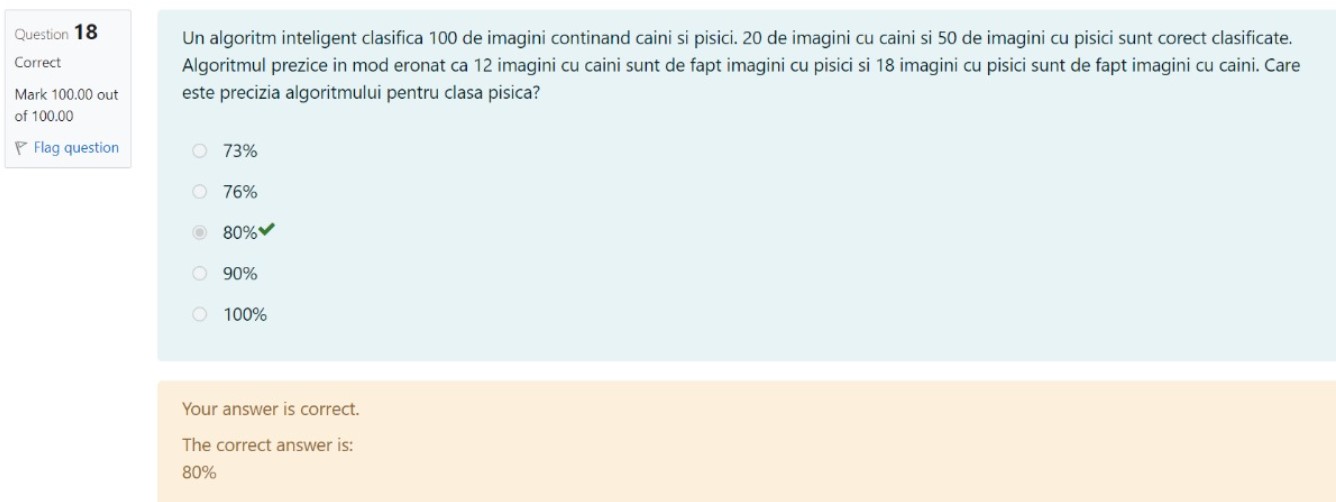 Question 18
Correct
Mark 100.00 out
of 100.00
Flag question
Un algoritm inteligent clasifica 100 de imagini continand caini si pisici. 20 de imagini cu caini si 50 de imagini cu pisici sunt corect clasificate.
Algoritmul prezice in mod eronat ca 12 imagini cu caini sunt de fapt imagini cu pisici si 18 imagini cu pisici sunt de fapt imagini cu caini. Care
este precizia algoritmului pentru clasa pisica?
73%
76%
80%
90%
100%
Your answer is correct.
The correct answer is:
80%